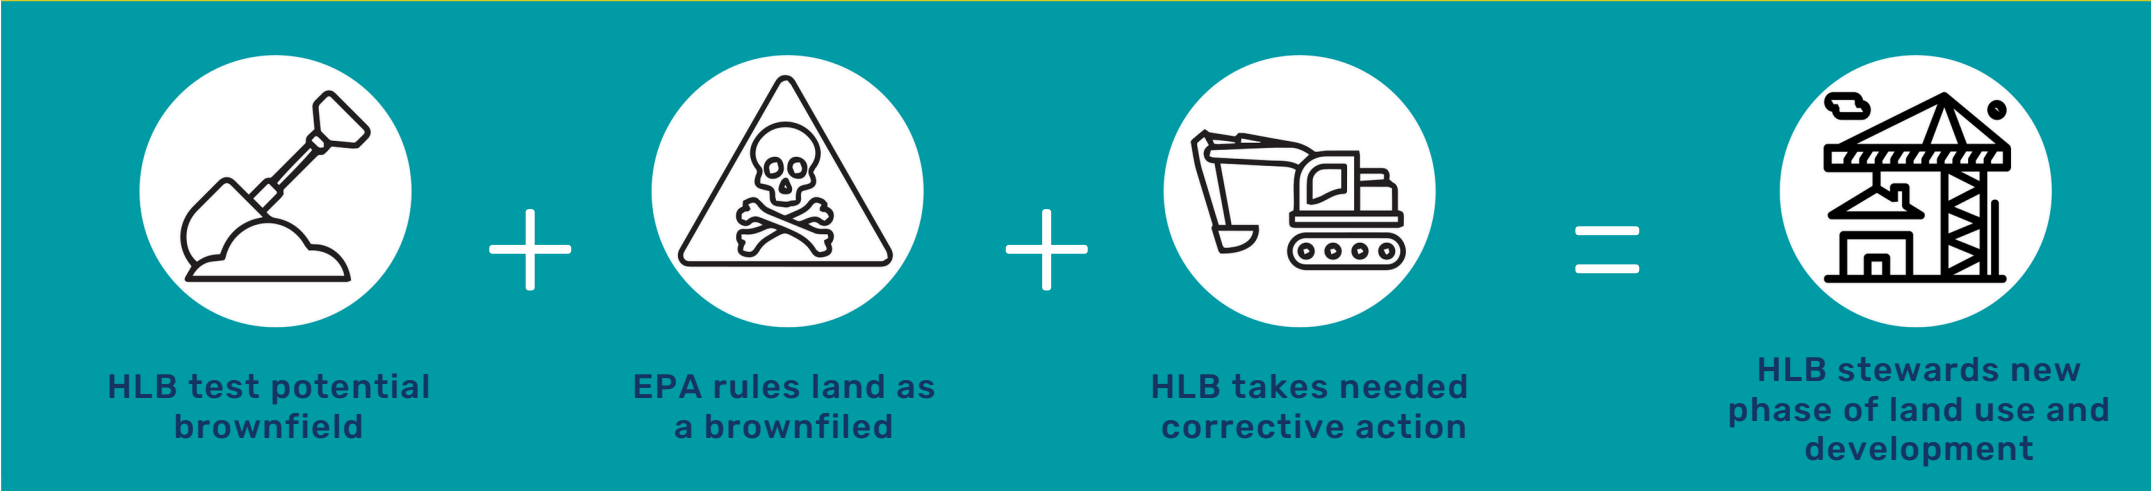 HLB test potential
brownfield
EPA rules land as
a brownfiled
HLB takes needed
corrective action
HLB stewards new
phase of land use and
development